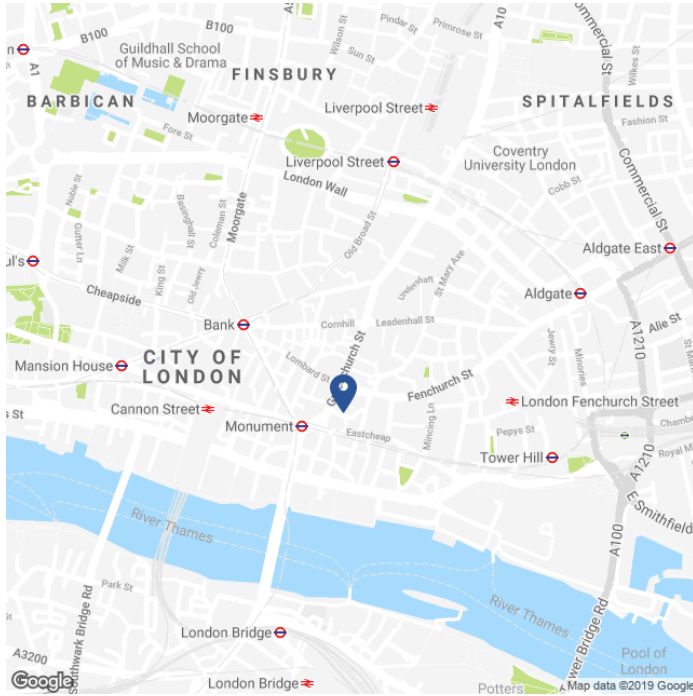 B100
Guildhall School
of Music & Drama
FINSBURY
Wilson St
Sun St
Pindar St
Primrose St
Commercial St
Wilkes St
A1
B100
BARBICAN
Moorgate
Liverpool Street
SPITALFIELDS
Fashion St
Fore St
Liverpool Street
Coventry
University London
London Wall
Cobb St
Commercial St
Noble St
Gutter Ln
Milk St
King St
Basinghall St
Coleman St
Old Jewry
Moorgate
Old Broad St
Undershaft
St Mary Axe
Aldgate East
ul's
Cheapside
Aldgate
Bank
Cornhill
Leadenhall St
Jewry St
Minories
A1210
Alie St
Mansion House
CITY OF
LONDON
Lombard St
Fenchurch St
London Fenchurch Street
Cannon Street
Monument
Eastcheap
Mincing Ln
Pepys St
Tower Hill
A1210
E Smithfield
A100
River Thames
Park St
River Thames
Southwark Bridge Rd
London Bridge
Pool of
London
A3200
London Bridge
Potters
Google
Map data ©2019 Google